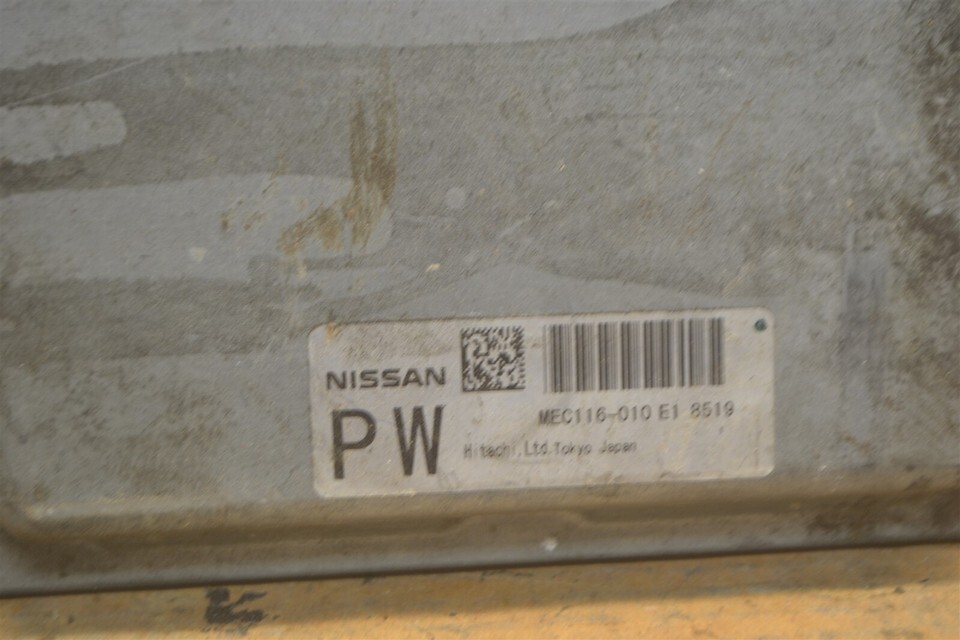 NISSAN
PW
MEC116-010 E1 8519
Hitachi,Ltd.Tokyo Japan